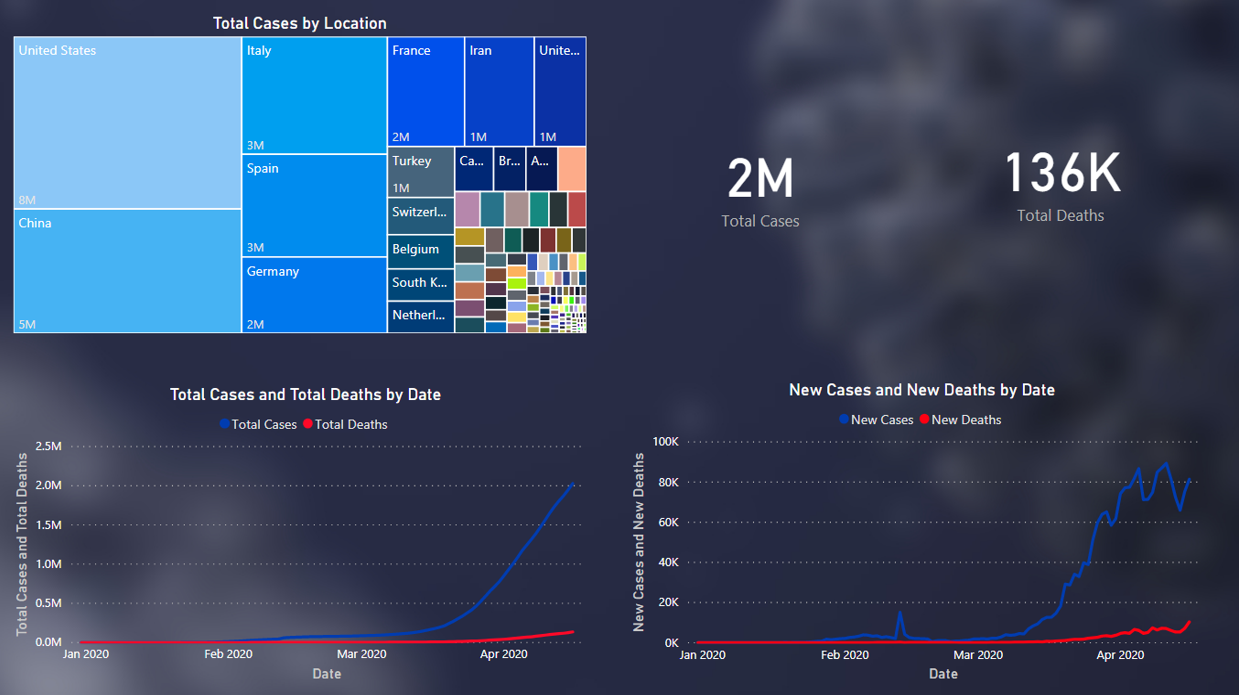 Total Cases by Location
United States
8M
China
5M
Italy
3M
Spain
3M
Germany
2M
France
2M
Iran
1M
Unite...
1M
Turkey
1M
Ca...
Br...
A...
Switzerl...
Belgium
South K...
Netherl...
2M
Total Cases
136K
Total Deaths
Total Cases and Total Deaths by Date
Total Cases Total Deaths
Total Cases and Total Deaths
2.5M
2.0M
1.5M
1.0M
0.5M
0.0M
Jan 2020 Feb 2020 Mar 2020 Apr 2020
Date
New Cases and New Deaths by Date
New Cases New Deaths
New Cases and New Deaths
100K
80K
60K
40K
20K
0K
Jan 2020 Feb 2020 Mar 2020 Apr 2020
Date